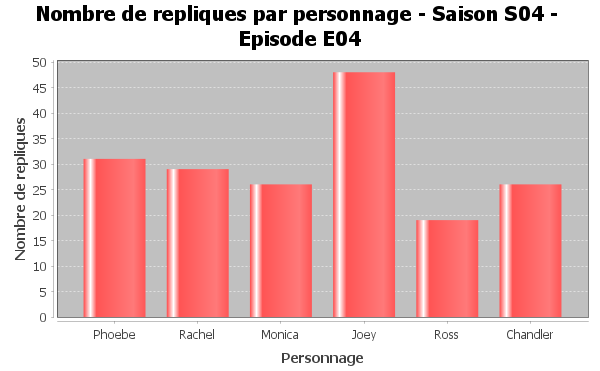 Nombre de repliques par personnage - Saison S04 -
Episode E04
Nombre de repliques
50
45
40
35
30
25
20
15
10
5
0
Phoebe
Rachel
Monica
Joey
Ross
Chandler
Personnage